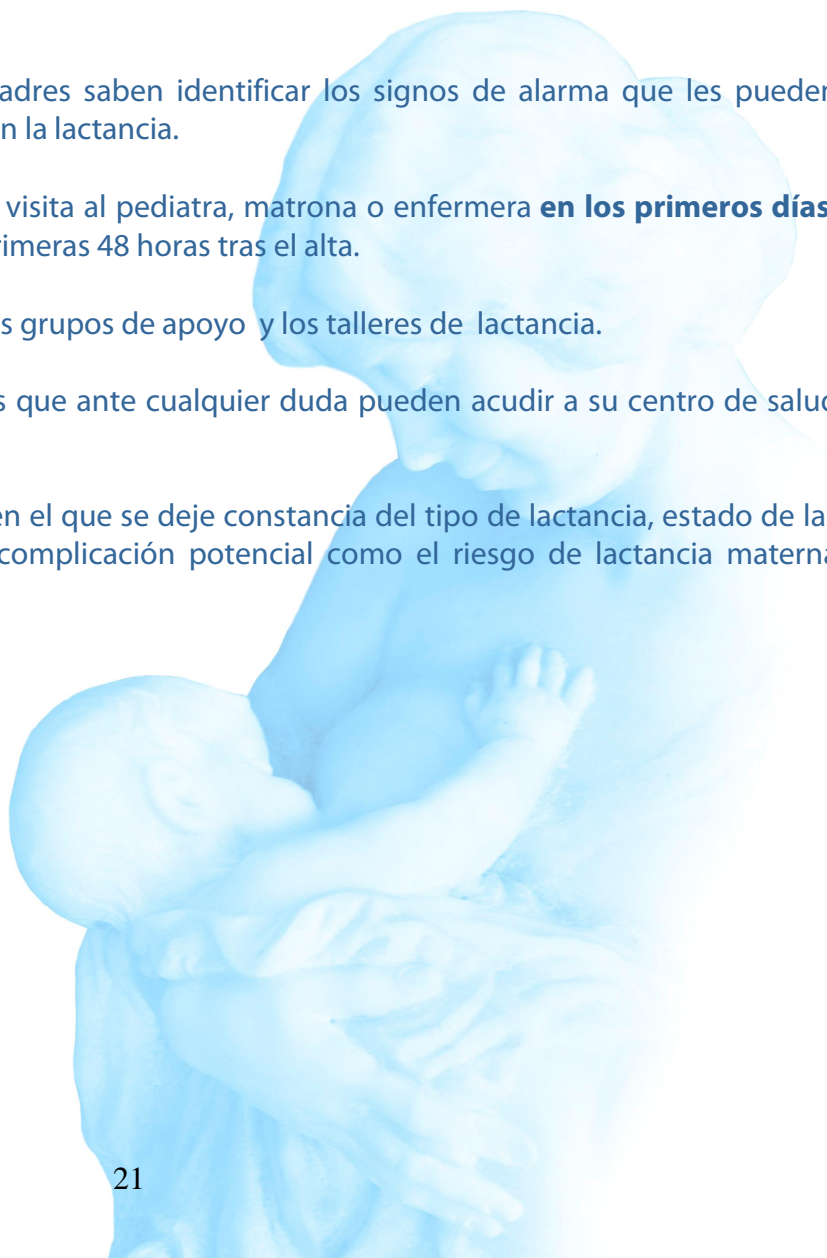 adres saben identificar los signos de alarma que les pueden
n la lactancia.
visita al pediatra, matrona o enfermera en los primeros días
rimeras 48 horas tras el alta.
s grupos de apoyo y los talleres de lactancia.
s que ante cualquier duda pueden acudir a su centro de salud
en el que se deje constancia del tipo de lactancia, estado de la
complicación potencial como el riesgo de lactancia materna
21